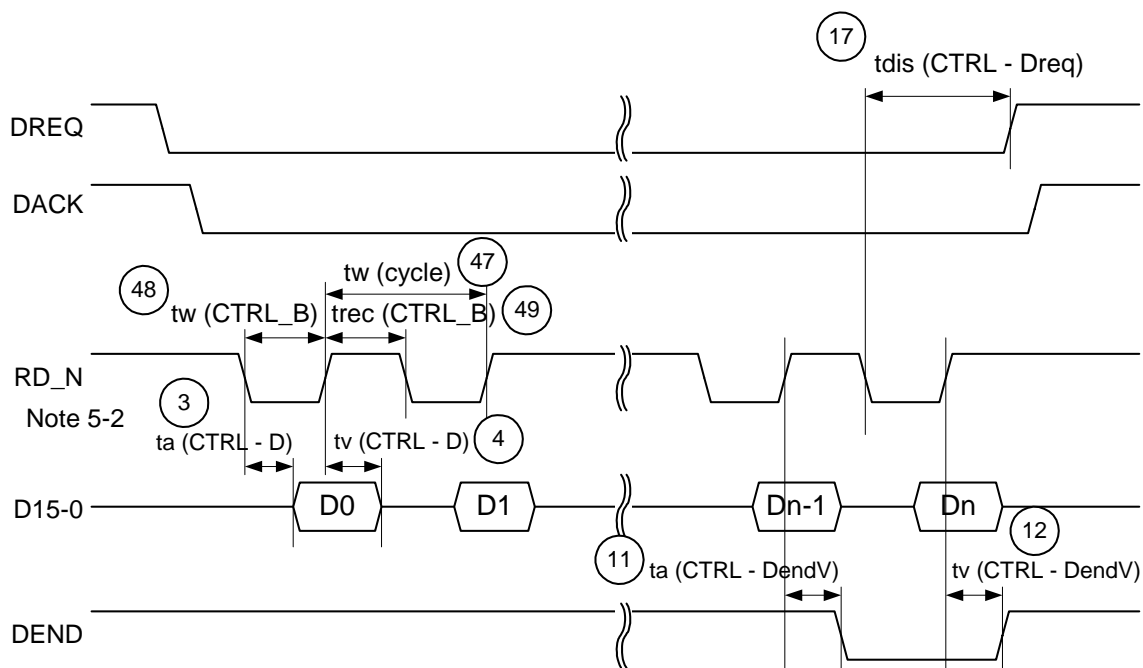 17
tdis (CTRL - Dreq)
DREQ
DACK
47
tw (cycle)
48
tw (CTRL_B)
trec (CTRL_B)
49
RD_N
Note 5-2
3
ta (CTRL - D)
tv (CTRL - D)
4
D15-0
D0
D1
Dn-1
Dn
11
ta (CTRL - DendV)
12
tv (CTRL - DendV)
DEND